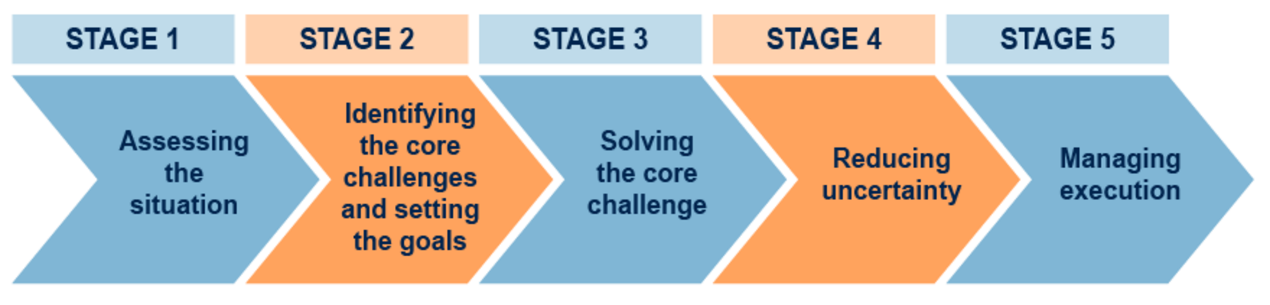 STAGE 1
STAGE 2
STAGE 3
STAGE 4
STAGE 5
Assessing
the
situation
Identifying
the core
challenges
and setting
the goals
Solving
the core
challenge
Reducing
uncertainty
Managing
execution